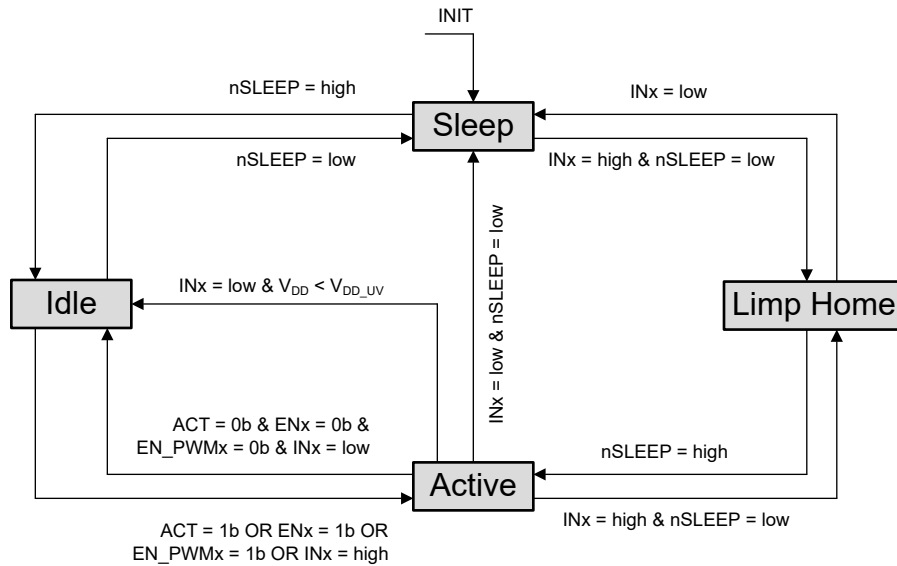 INIT
nSLEEP = high
INx = low
Sleep
nSLEEP = low
INx = high & nSLEEP = low
INx = low & nSLEEP = low
INx = low & V_DD < V_DD_UV
Idle
Limp Home
ACT = 0b & ENx = 0b &
EN_PWMx = 0b & INx = low
nSLEEP = high
Active
INx = high & nSLEEP = low
ACT = 1b OR ENx = 1b OR
EN_PWMx = 1b OR INx = high